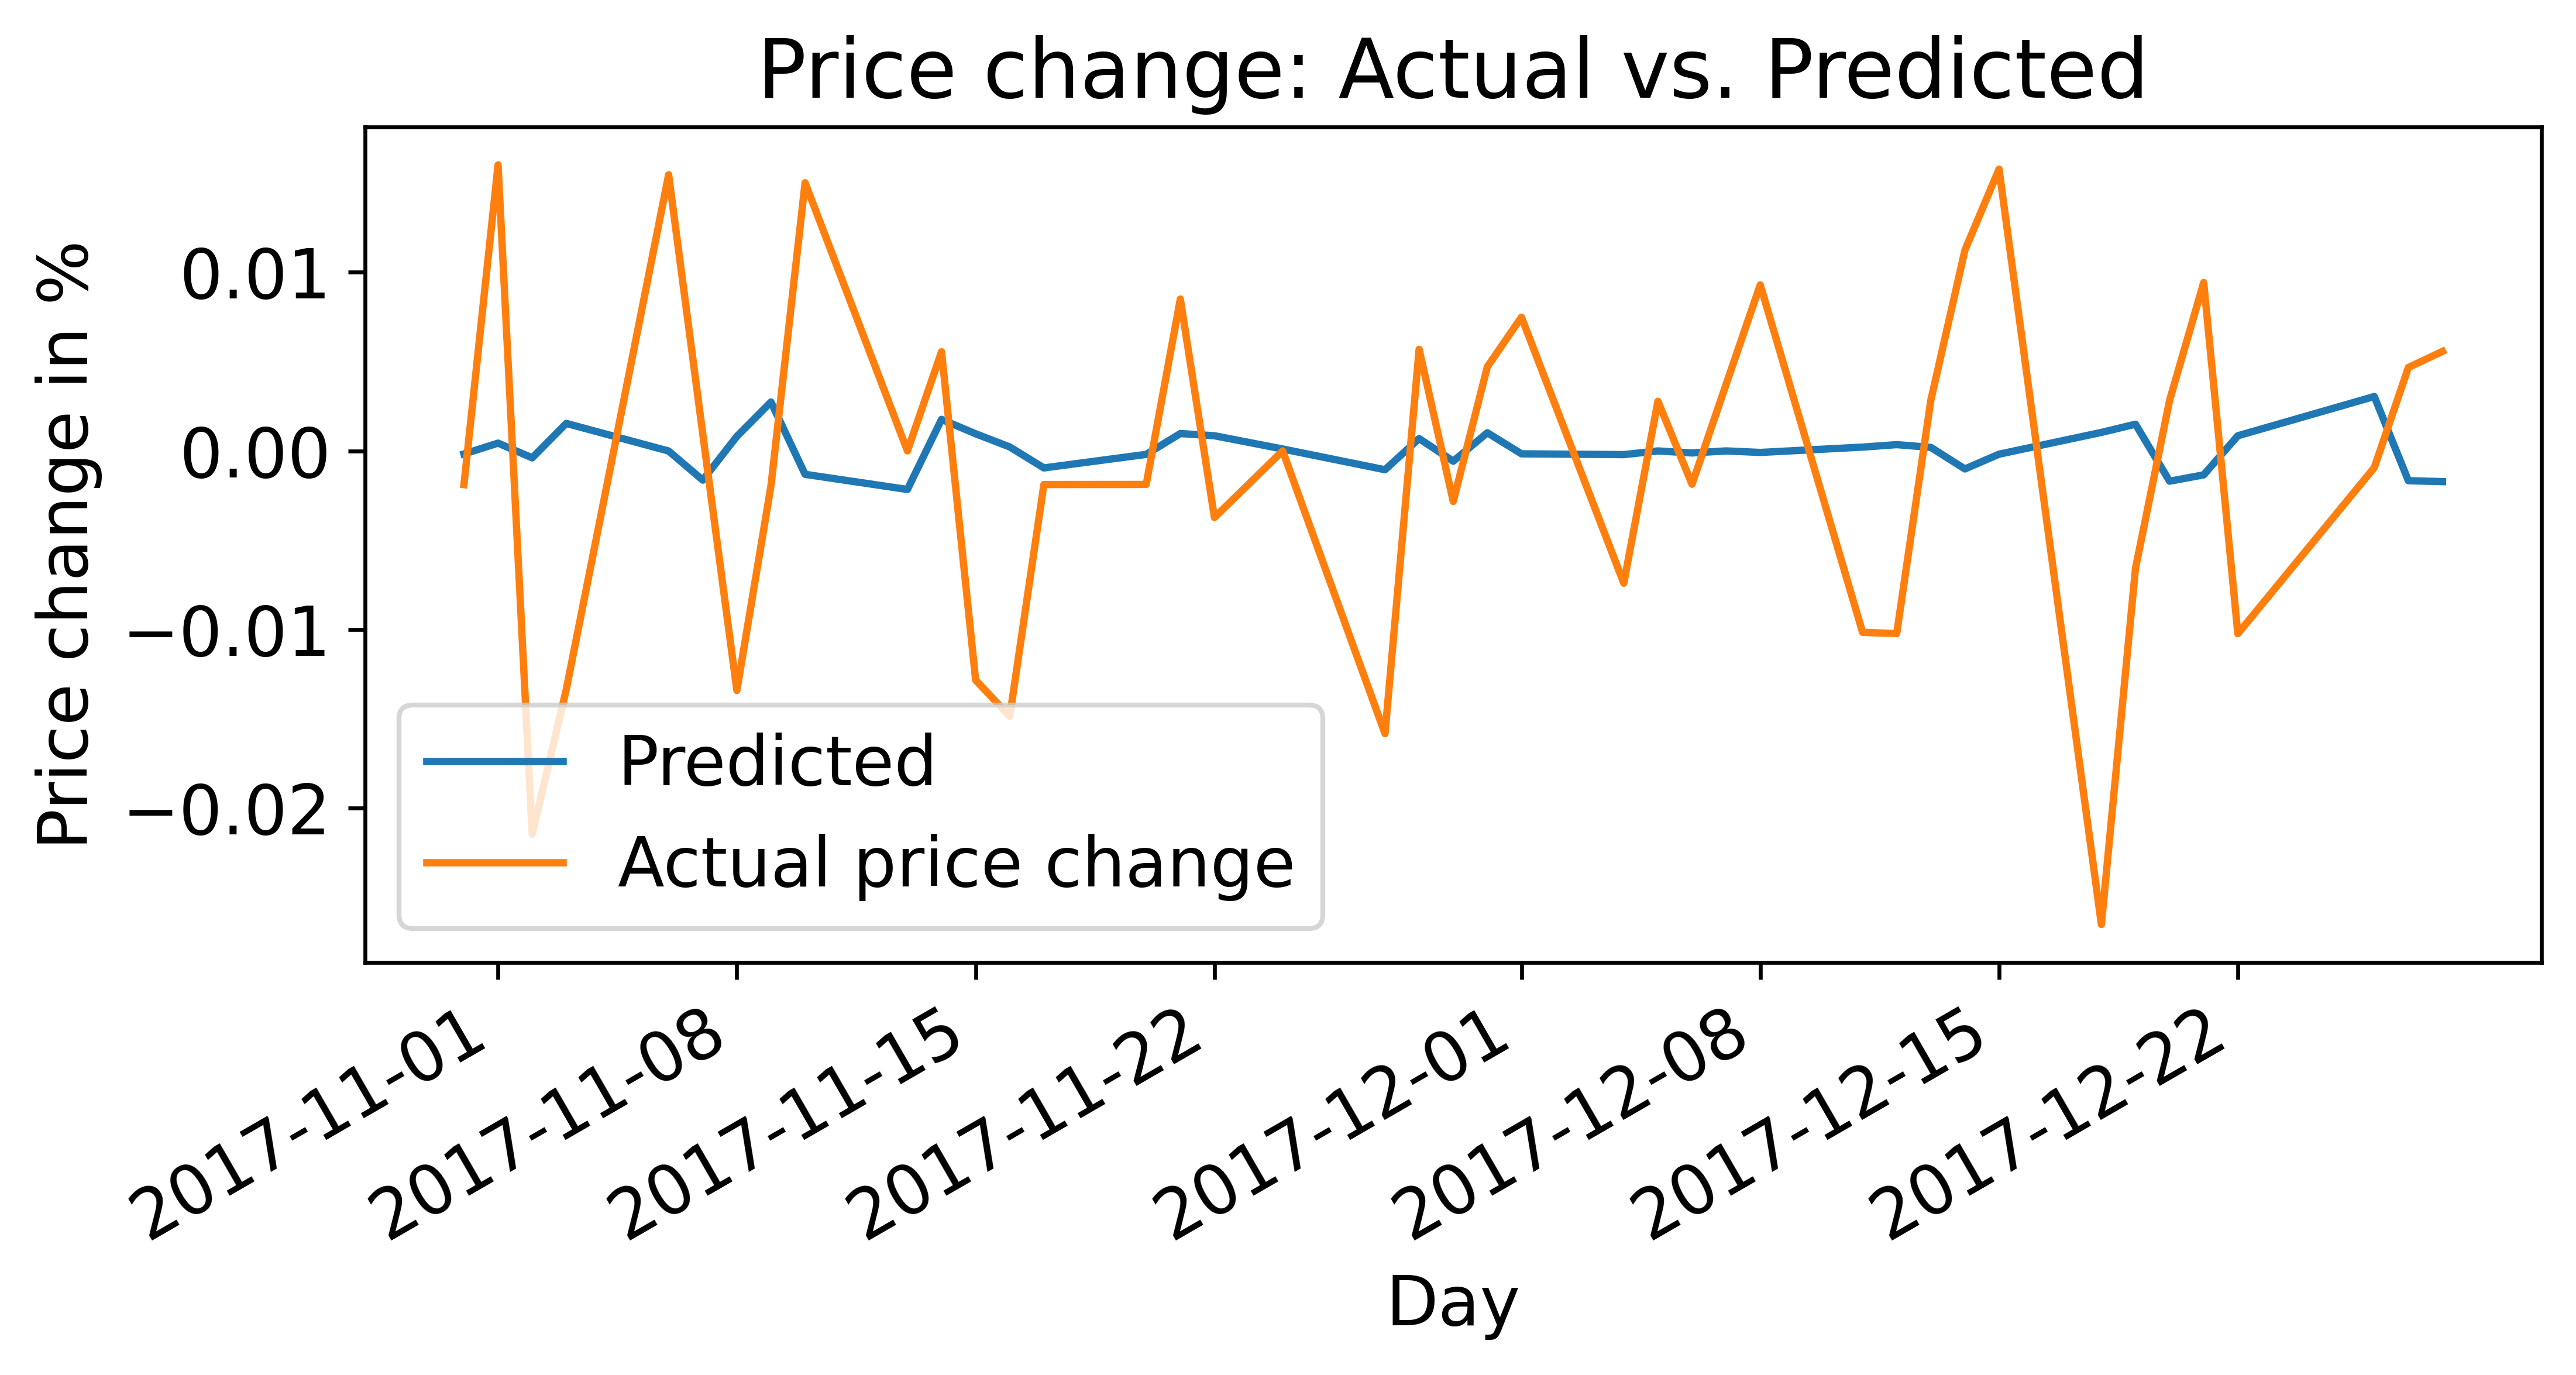 Price change: Actual vs. Predicted
Price change in %
0.01
0.00
−0.01
−0.02
Predicted
Actual price change
2017-11-01
2017-11-08
2017-11-15
2017-11-22
2017-12-01
2017-12-08
2017-12-15
2017-12-22
Day